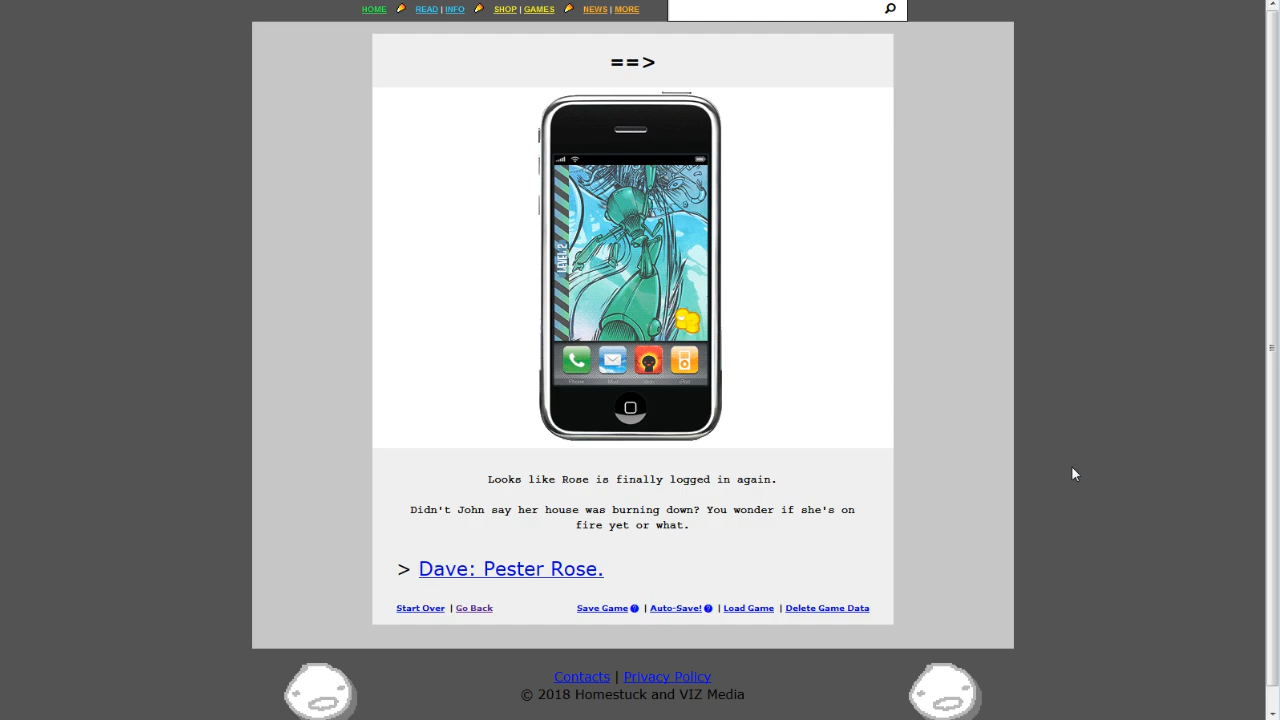 HOME READ | INFO SHOP | GAMES NEWS | MORE
==>
LEVEL 2
Looks like Rose is finally logged in again.
Didn't John say her house was burning down? You wonder if she's on
fire yet or what.
> Dave: Pester Rose.
Start Over | Go Back Save Game ? | Auto-Save! ? | Load Game | Delete Game Data
Contacts | Privacy Policy
© 2018 Homestuck and VIZ Media